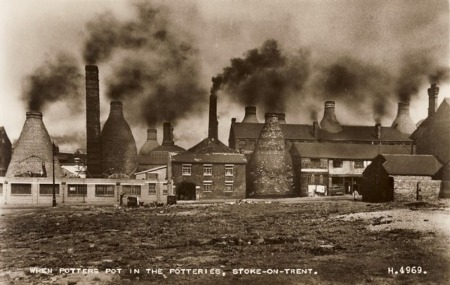 WHEN POTTERS POT IN THE POTTERIES, STOKE-ON-TRENT. H.4969.